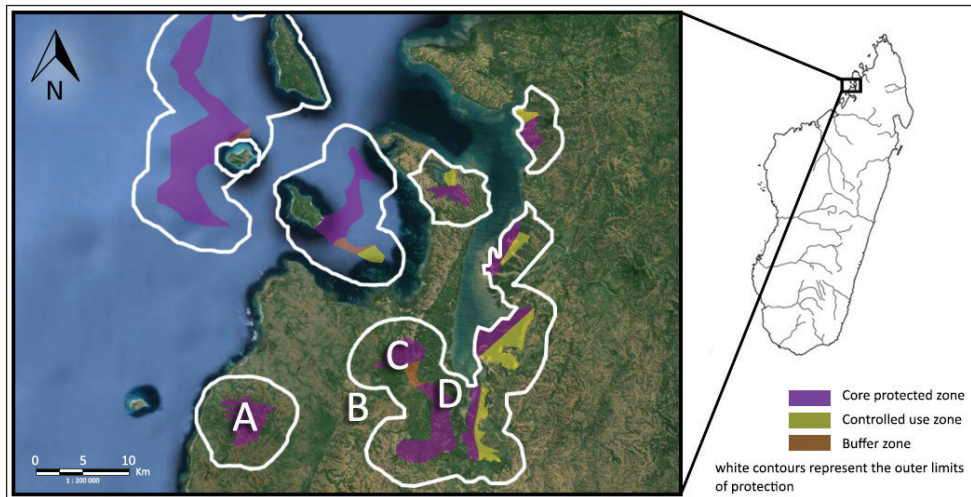 N
A
B
C
D
0 5 10
Km
1 : 200 000
Core protected zone
Controlled use zone
Buffer zone
white contours represent the outer limits
of protection